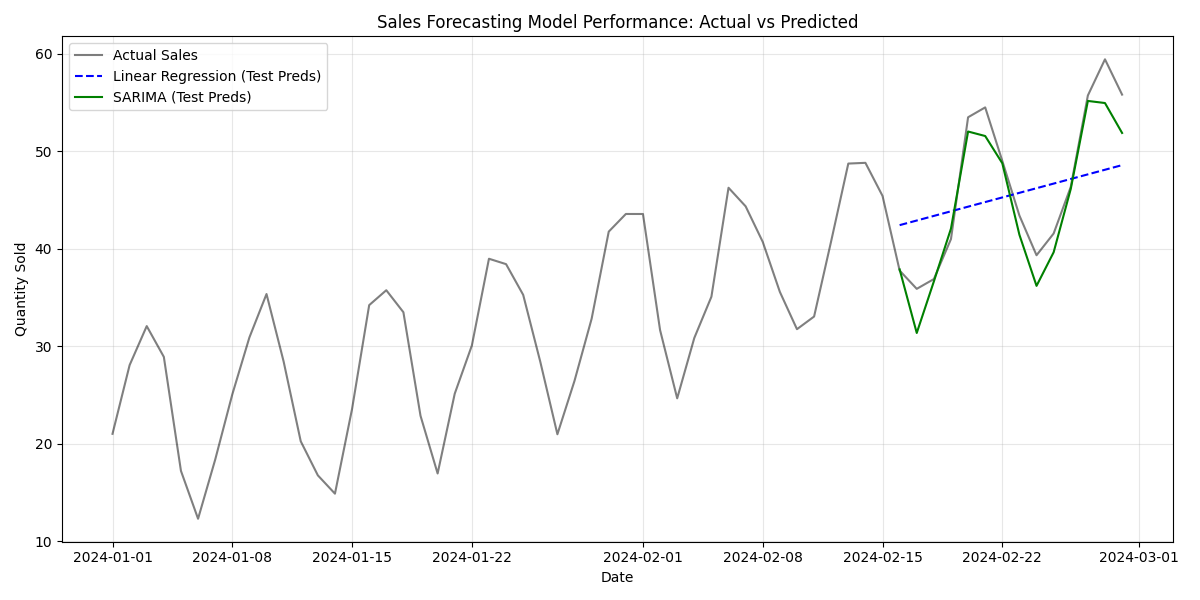 Sales Forecasting Model Performance: Actual vs Predicted
Actual Sales
Linear Regression (Test Preds)
SARIMA (Test Preds)
Quantity Sold
60
50
40
30
20
10
2024-01-01
2024-01-08
2024-01-15
2024-01-22
2024-02-01
2024-02-08
2024-02-15
2024-02-22
2024-03-01
Date